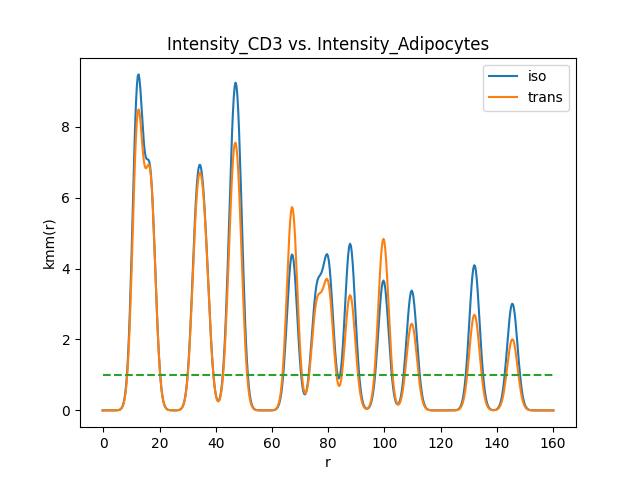 Intensity_CD3 vs. Intensity_Adipocytes
iso
trans
kmm(r)
8
6
4
2
0
0 20 40 60 80 100 120 140 160
r